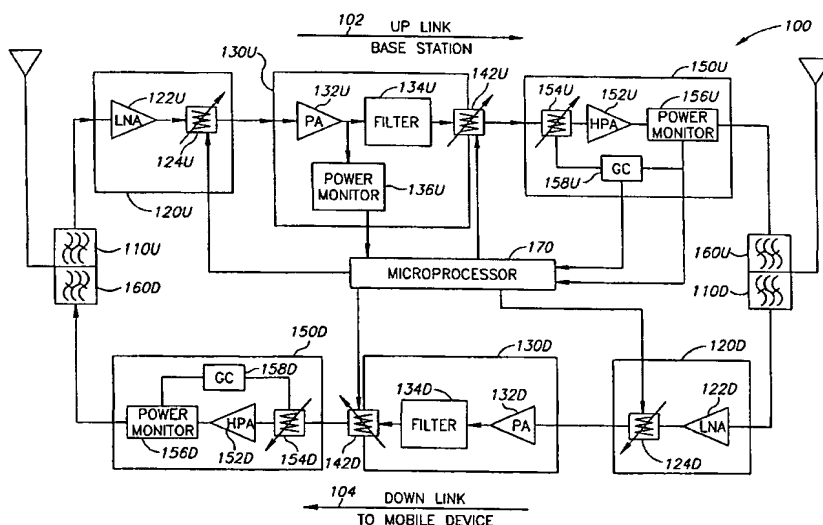 102
UP LINK
BASE STATION
100
130U
132U
134U
142U
150U
154U
152U
156U
122U
LNA
124U
120U
PA
FILTER
POWER
MONITOR
136U
HPA
POWER
MONITOR
GC
158U
170
MICROPROCESSOR
110U
160D
160U
110D
150D
158D
GC
POWER
MONITOR
156D
HPA
152D
154D
142D
130D
134D
FILTER
132D
PA
120D
122D
LNA
124D
104
DOWN LINK
TO MOBILE DEVICE